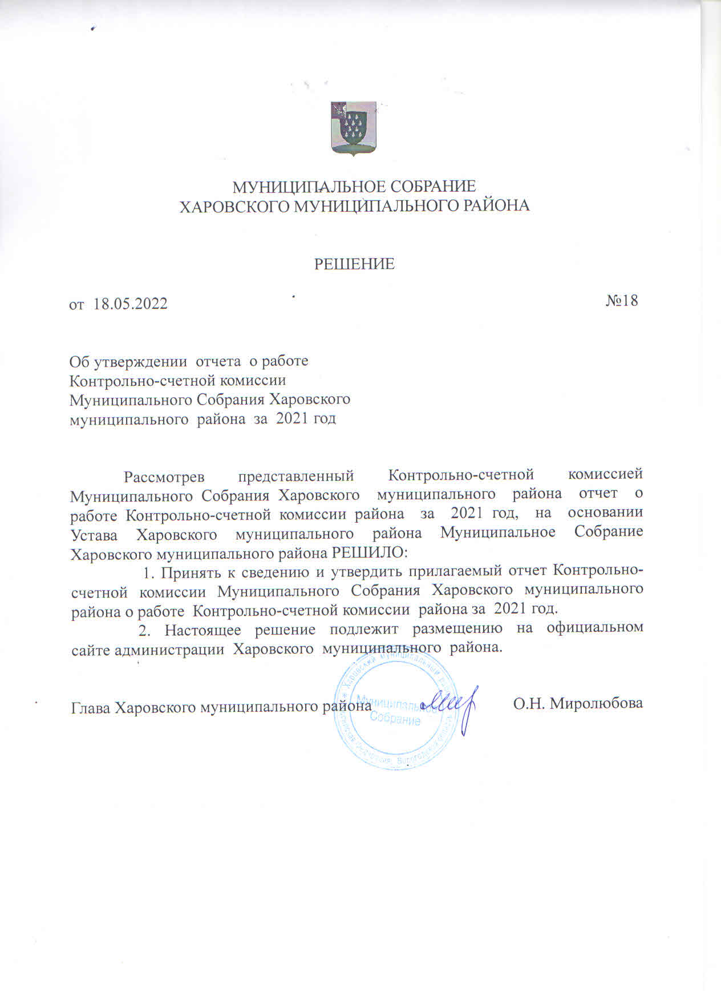 МУНИЦИПАЛЬНОЕ СОБРАНИЕ
ХАРОВСКОГО МУНИЦИПАЛЬНОГО РАЙОНА
РЕШЕНИЕ
от 18.05.2022 №18
Об утверждении отчета о работе
Контрольно-счетной комиссии
Муниципального Собрания Харовского
муниципального района за 2021 год
Рассмотрев представленный Контрольно-счетной комиссией
Муниципального Собрания Харовского муниципального района отчет о
работе Контрольно-счетной комиссии района за 2021 год, на основании
Устава Харовского муниципального района Муниципальное Собрание
Харовского муниципального района РЕШИЛО:
1. Принять к сведению и утвердить прилагаемый отчет Контрольно-
счетной комиссии Муниципального Собрания Харовского муниципального
района о работе Контрольно-счетной комиссии района за 2021 год.
2. Настоящее решение подлежит размещению на официальном
сайте администрации Харовского муниципального района.
Глава Харовского муниципального района О.Н. Миролюбова
Харовский муниципальный район
Муниципальное
Собрание